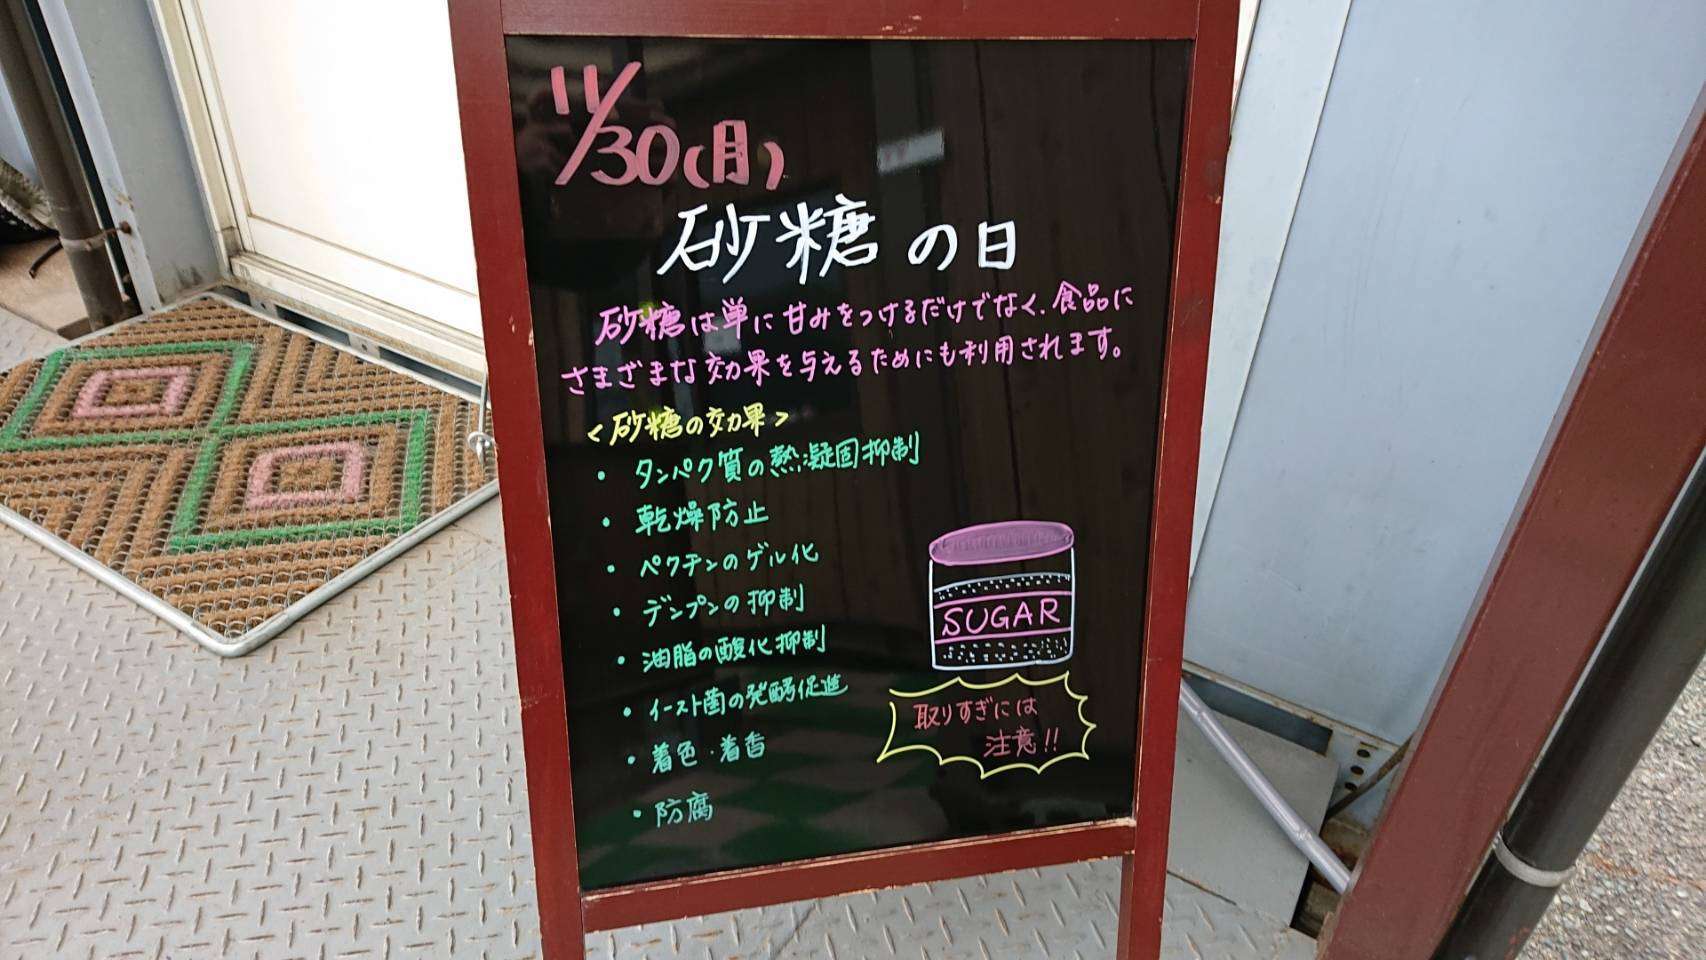 11/30(月)
砂糖の日
砂糖は単に甘みをつけるだけでなく、食品に
さまざまな効果を与えるためにも利用されます。
<砂糖の効果>
・タンパク質の熱凝固抑制
・乾燥防止
・ペクチンのゲル化
・デンプンの抑制
・油脂の酸化抑制
・イースト菌の発酵促進
・着色・着香
・防腐
SUGAR
取りすぎには
注意!!